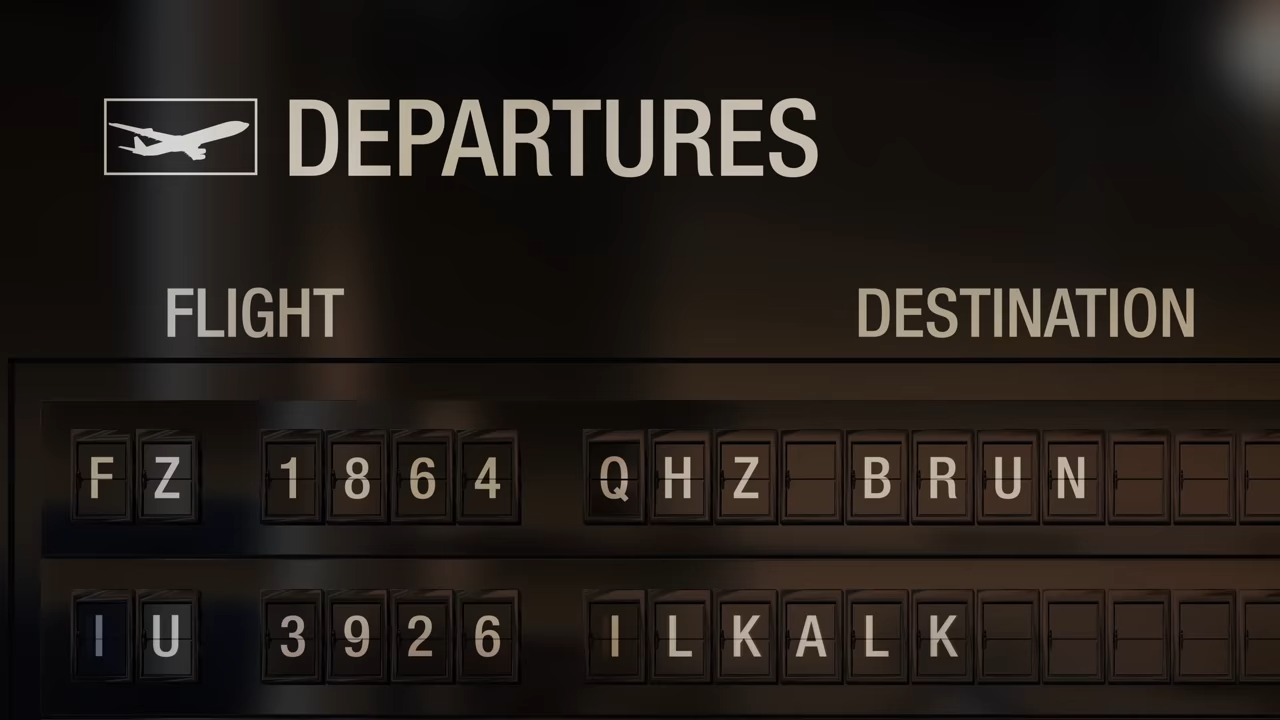 DEPARTURES
FLIGHT DESTINATION
FZ 1864 QHZ BRUN
IU 3926 ILKALK